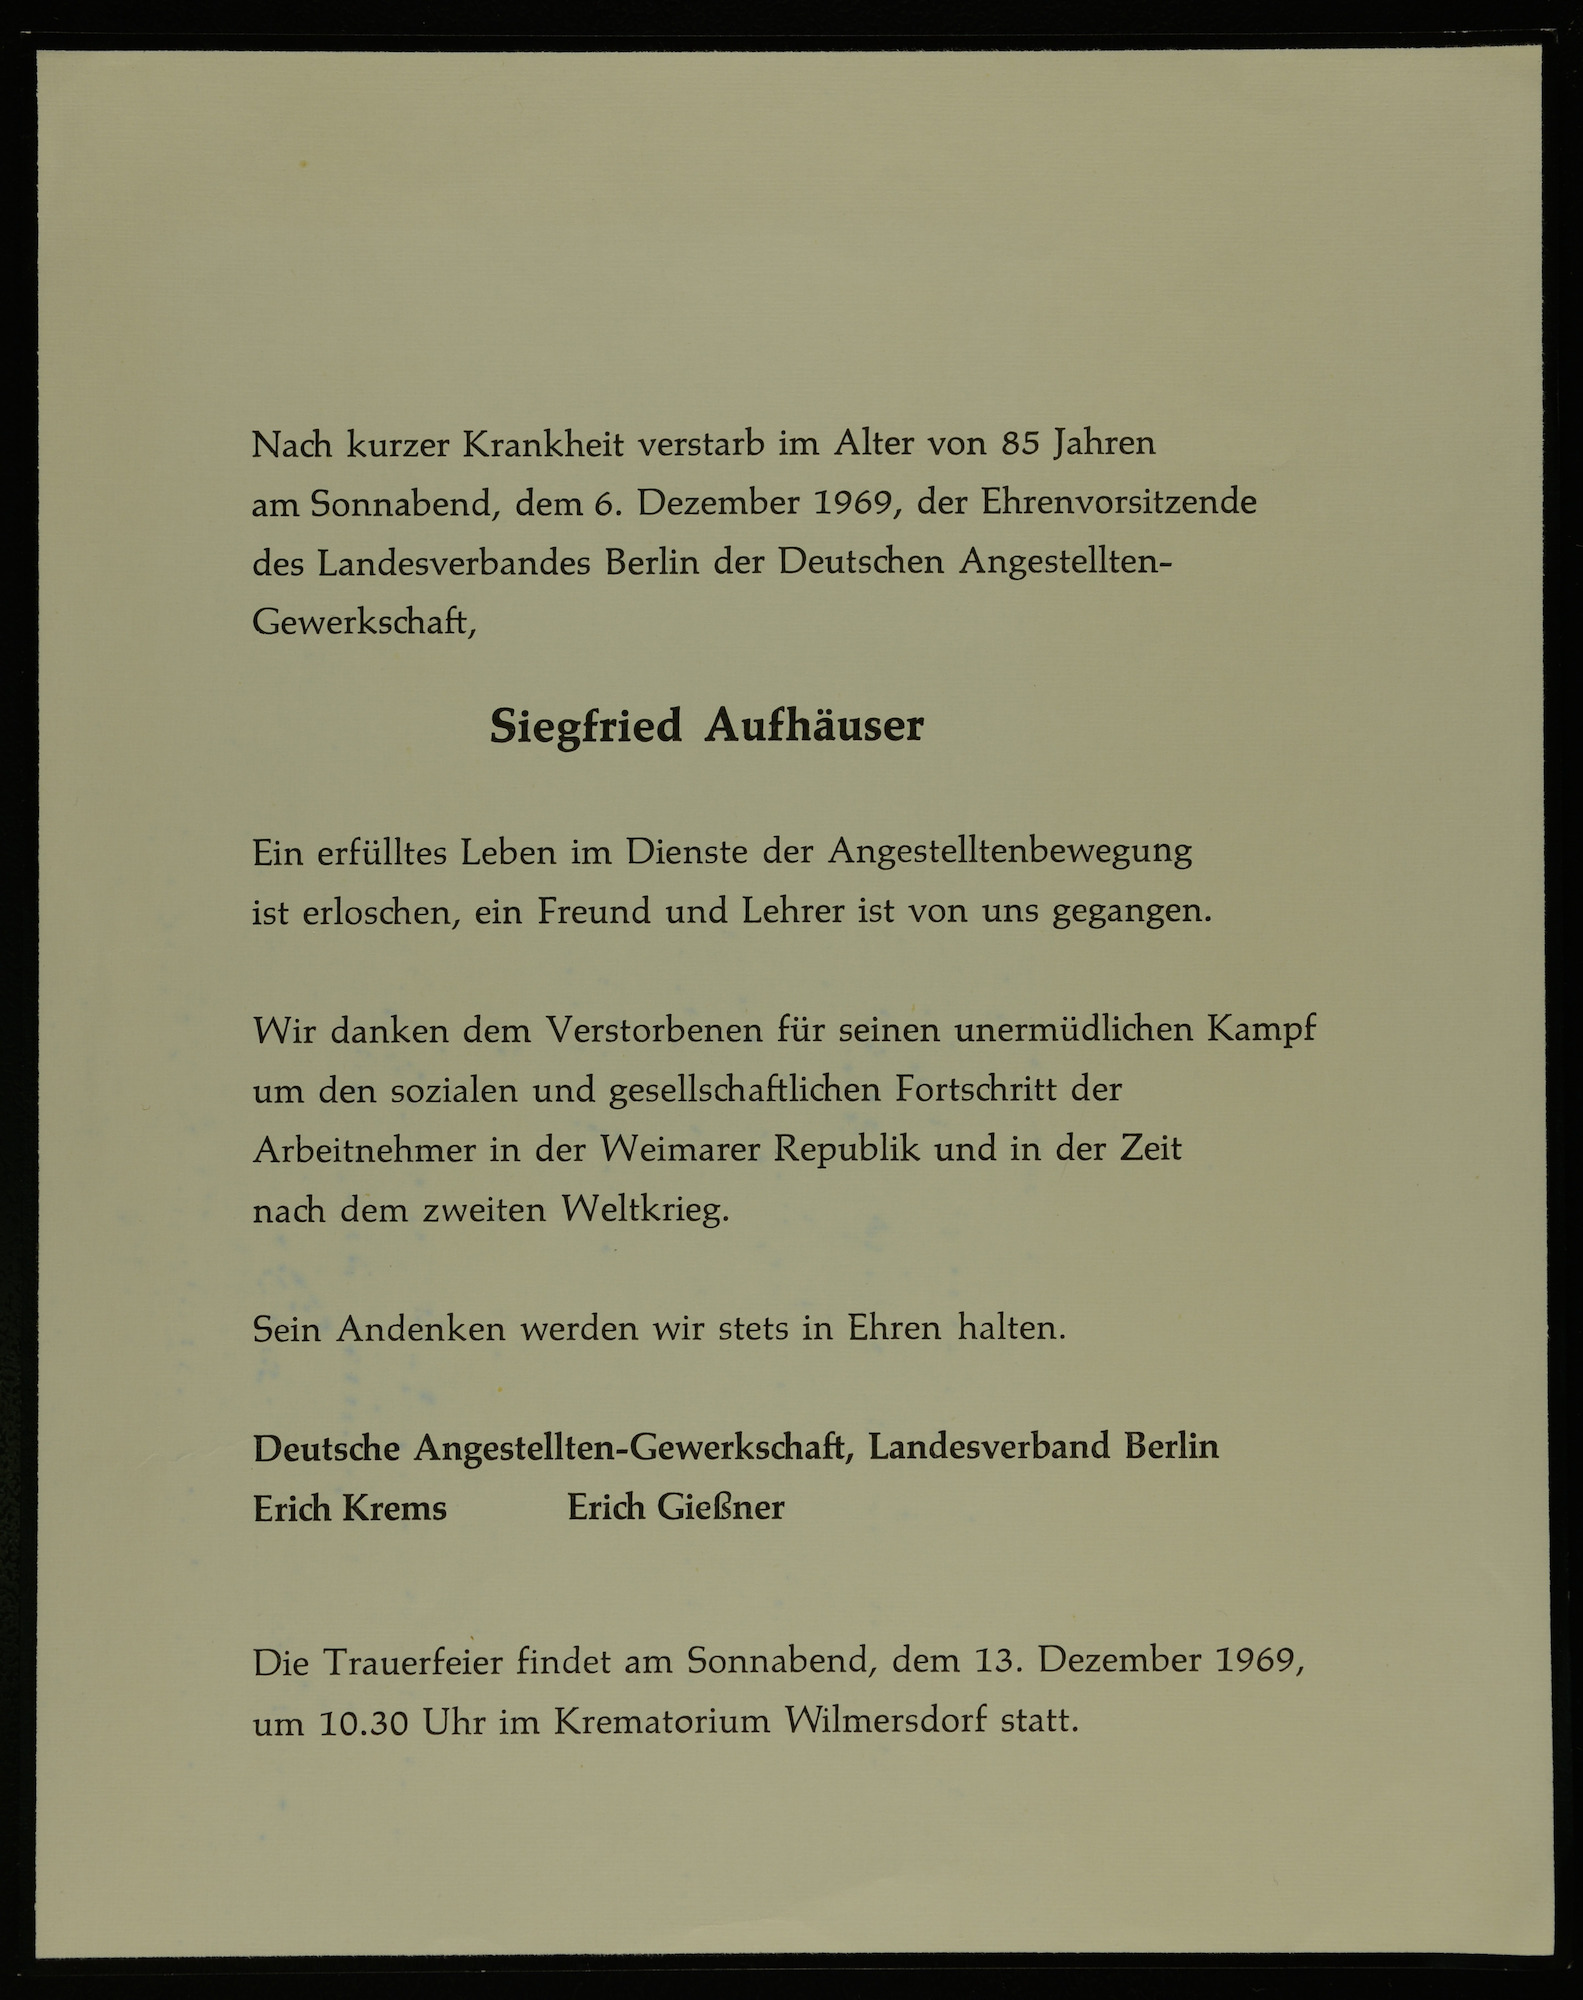 Nach kurzer Krankheit verstarb im Alter von 85 Jahren
am Sonnabend, dem 6. Dezember 1969, der Ehrenvorsitzende
des Landesverbandes Berlin der Deutschen Angestellten-
Gewerkschaft,
Siegfried Aufhäuser
Ein erfülltes Leben im Dienste der Angestelltenbewegung
ist erloschen, ein Freund und Lehrer ist von uns gegangen.
Wir danken dem Verstorbenen für seinen unermüdlichen Kampf
um den sozialen und gesellschaftlichen Fortschritt der
Arbeitnehmer in der Weimarer Republik und in der Zeit
nach dem zweiten Weltkrieg.
Sein Andenken werden wir stets in Ehren halten.
Deutsche Angestellten-Gewerkschaft, Landesverband Berlin
Erich Krems Erich Gießner
Die Trauerfeier findet am Sonnabend, dem 13. Dezember 1969,
um 10.30 Uhr im Krematorium Wilmersdorf statt.